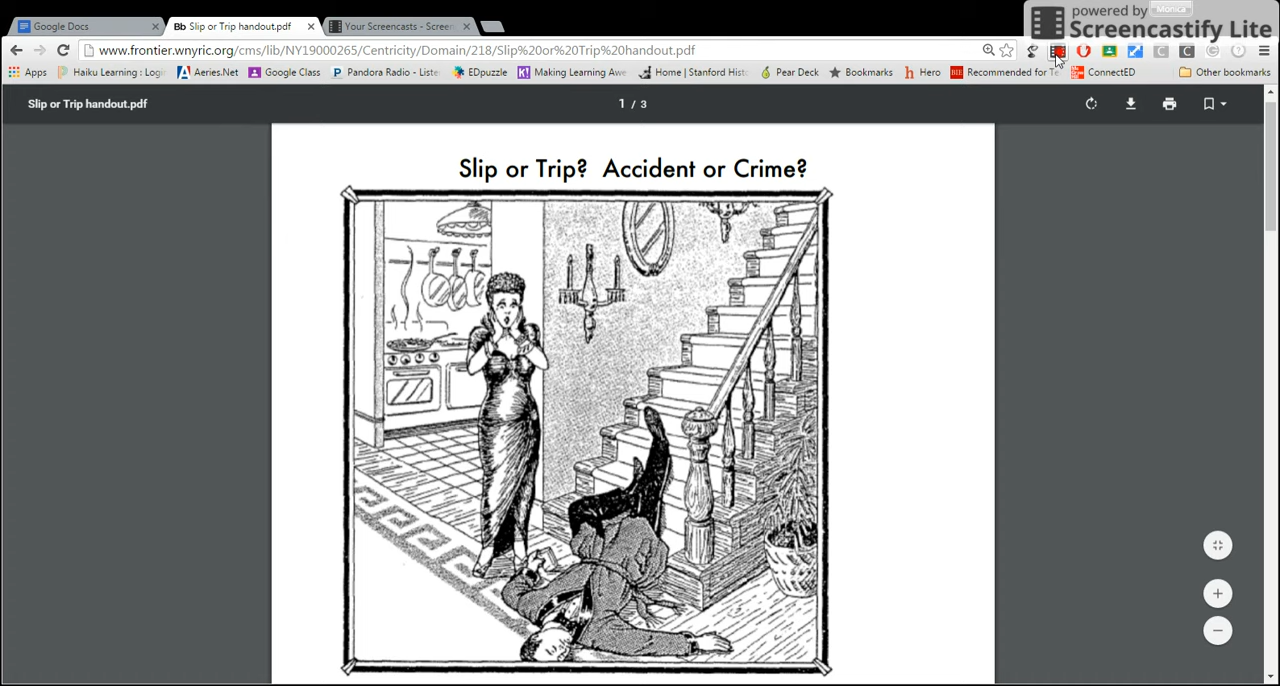 Google Docs
Bb Slip or Trip handout.pdf
Your Screencasts - Screen
powered by
Monica
Screencastify Lite
www.frontier.wnyric.org/cms/lib/NY19000265/Centricity/Domain/218/Slip%20or%20Trip%20handout.pdf
Apps
Haiku Learning : Logi
Aeries.Net
Google Class
Pandora Radio - Liste
EDpuzzle
Making Learning Awe
Home | Stanford Hist
Pear Deck
Bookmarks
Hero
Recommended for Te
ConnectED
Other bookmarks
Slip or Trip handout.pdf
1 / 3
Slip or Trip? Accident or Crime?